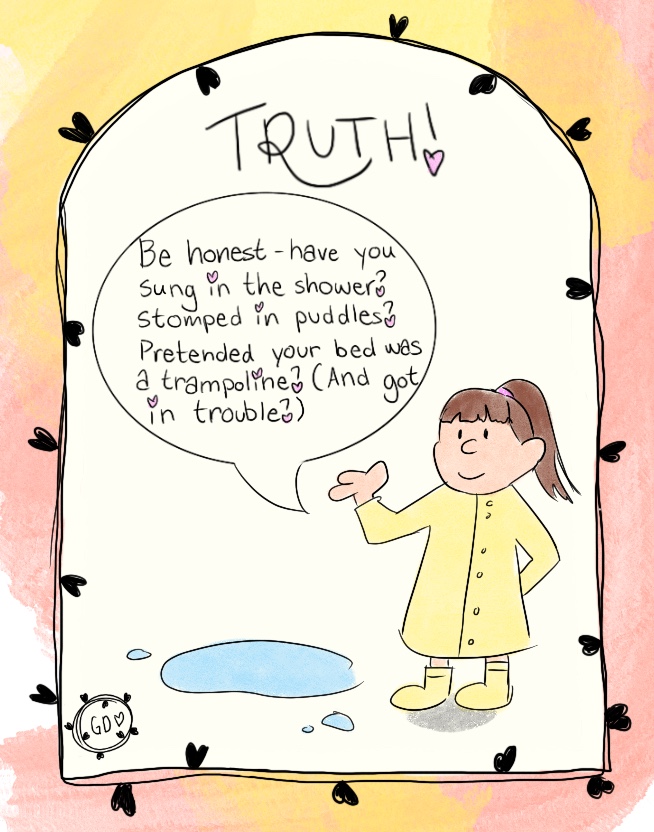 TRUTH!
Be honest - have you
sung in the shower?
Stomped in puddles?
Pretended your bed was
a trampoline? (And got
in trouble?)
GD♡